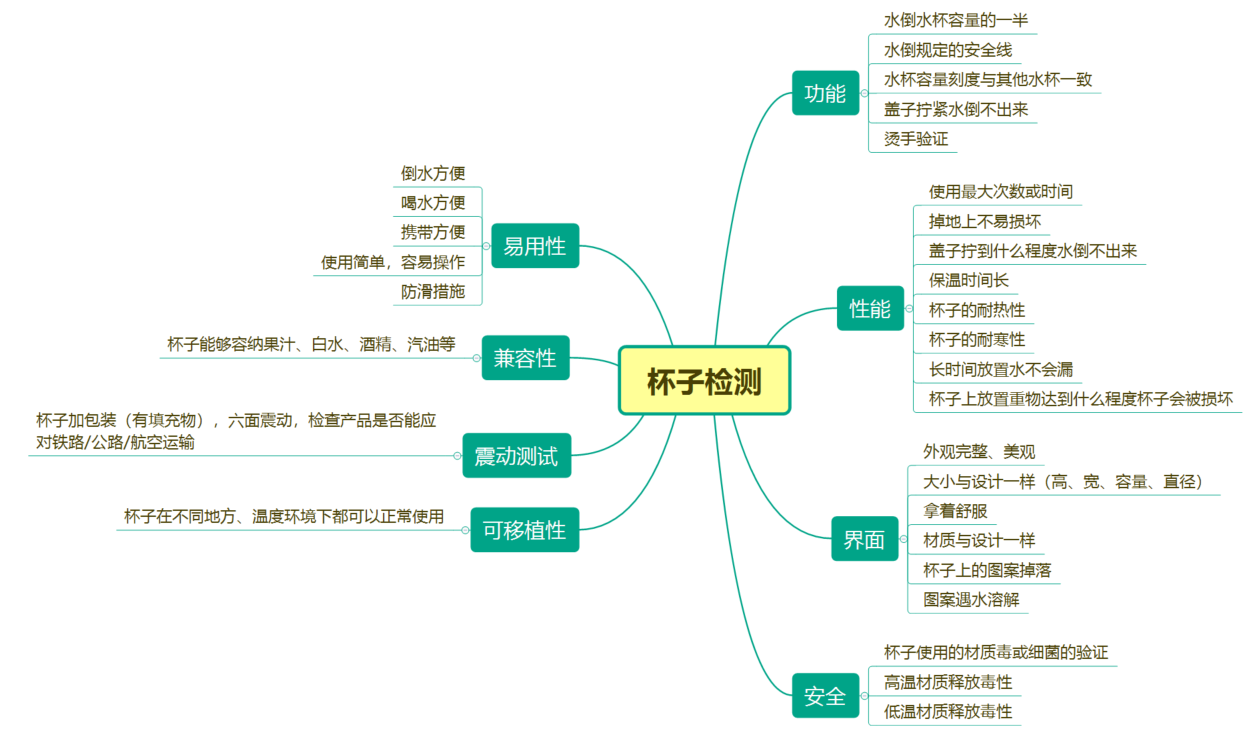 杯子检测
功能
水倒水杯容量的一半
水倒规定的安全线
水杯容量刻度与其他水杯一致
盖子拧紧水倒不出来
烫手验证
性能
使用最大次数或时间
掉地上不易损坏
盖子拧到什么程度水倒不出来
保温时间长
杯子的耐热性
杯子的耐寒性
长时间放置水不会漏
杯子上放置重物达到什么程度杯子会被损坏
界面
外观完整、美观
大小与设计一样（高、宽、容量、直径）
拿着舒服
材质与设计一样
杯子上的图案掉落
图案遇水溶解
安全
杯子使用的材质毒或细菌的验证
高温材质释放毒性
低温材质释放毒性
易用性
倒水方便
喝水方便
携带方便
使用简单，容易操作
防滑措施
兼容性
杯子能够容纳果汁、白水、酒精、汽油等
震动测试
杯子加包装（有填充物），六面震动，检查产品是否能应
对铁路/公路/航空运输
可移植性
杯子在不同地方、温度环境下都可以正常使用